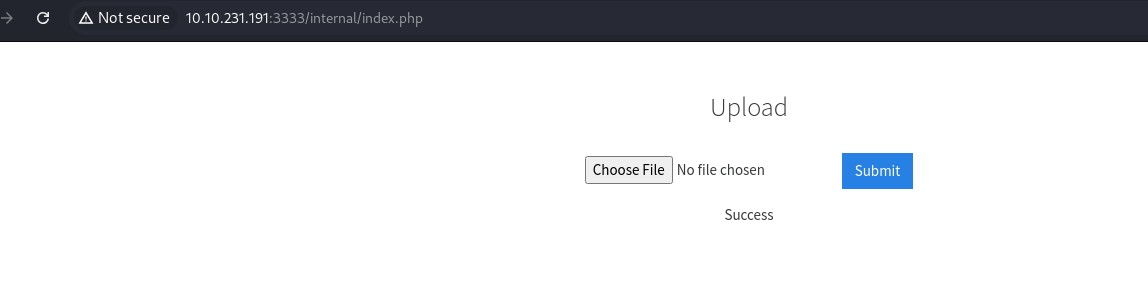 Not secure 10.10.231.191:3333/internal/index.php
Upload
Choose File No file chosen Submit
Success